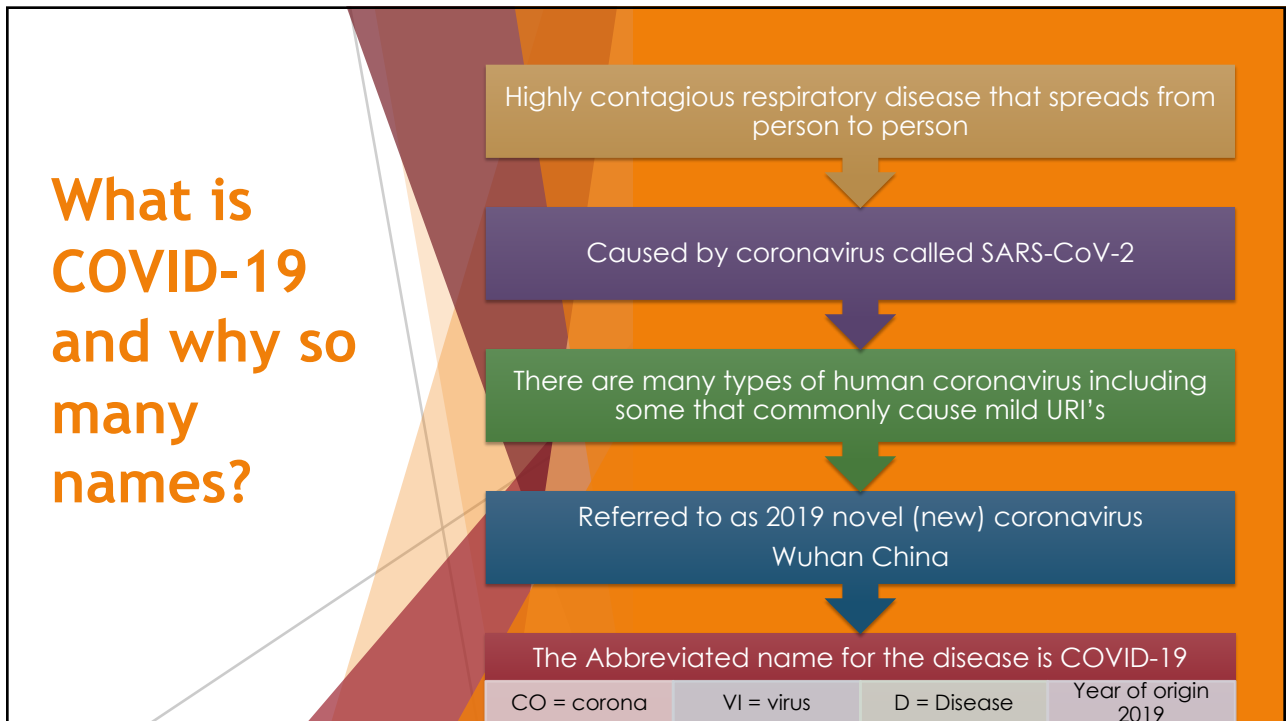 What is
COVID-19
and why so
many
names?
Highly contagious respiratory disease that spreads from
person to person
Caused by coronavirus called SARS-CoV-2
There are many types of human coronavirus including
some that commonly cause mild URI's
Referred to as 2019 novel (new) coronavirus
Wuhan China
The Abbreviated name for the disease is COVID-19
CO = corona
VI = virus
D = Disease
Year of origin
2019